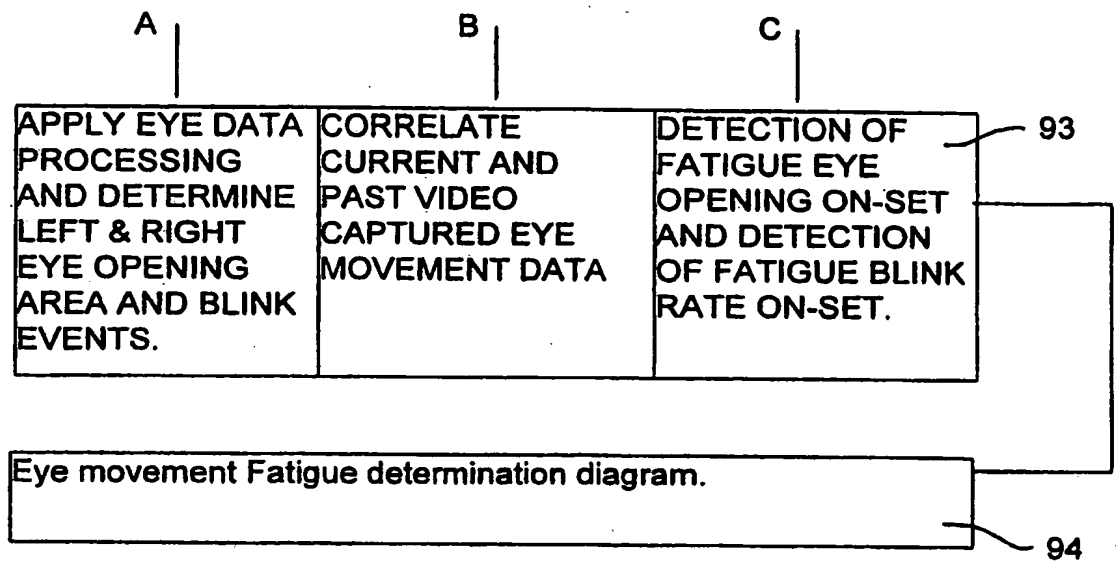 A
B
C
APPLY EYE DATA
PROCESSING
AND DETERMINE
LEFT & RIGHT
EYE OPENING
AREA AND BLINK
EVENTS.
CORRELATE
CURRENT AND
PAST VIDEO
CAPTURED EYE
MOVEMENT DATA
DETECTION OF
FATIGUE EYE
OPENING ON-SET
AND DETECTION
OF FATIGUE BLINK
RATE ON-SET.
93
Eye movement Fatigue determination diagram.
94